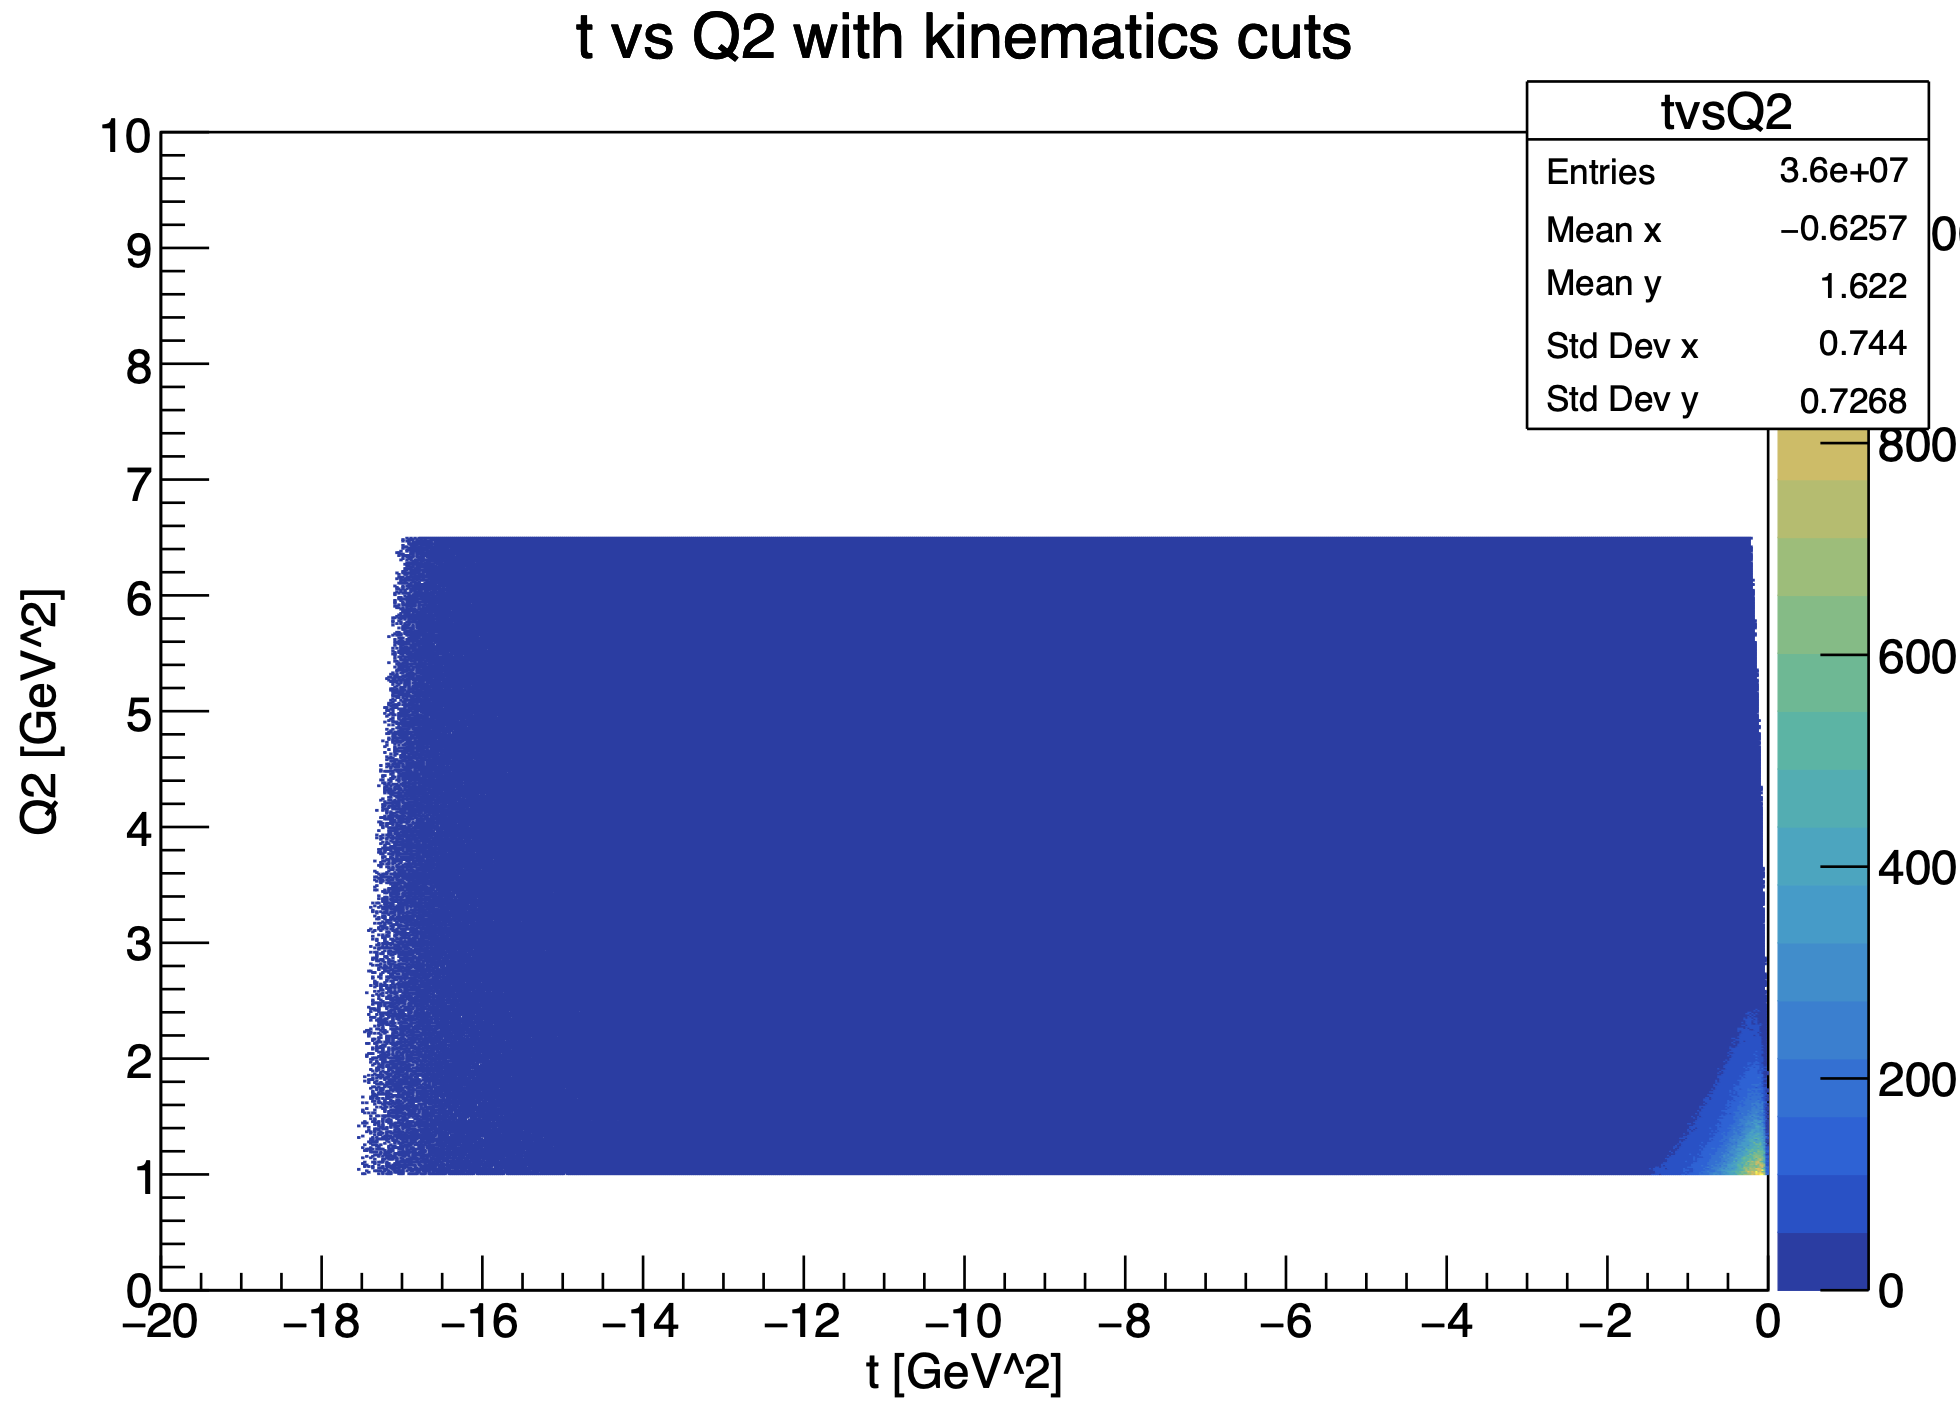 t vs Q2 with kinematics cuts
tvsQ2
Entries 3.6e+07
Mean x −0.6257
Mean y 1.622
Std Dev x 0.744
Std Dev y 0.7268
10
9
8
7
6
5
4
3
2
1
0
Q2 [GeV^2]
800
600
400
200
0
−20 −18 −16 −14 −12 −10 −8 −6 −4 −2 0
t [GeV^2]